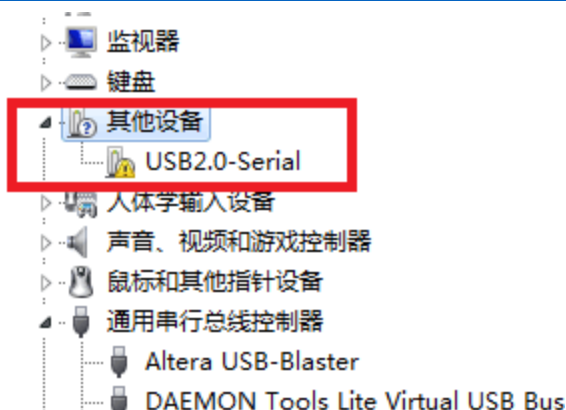 监视器
键盘
其他设备
USB2.0-Serial
人体学输入设备
声音、视频和游戏控制器
鼠标和其他指针设备
通用串行总线控制器
Altera USB-Blaster
DAEMON Tools Lite Virtual USB Bus